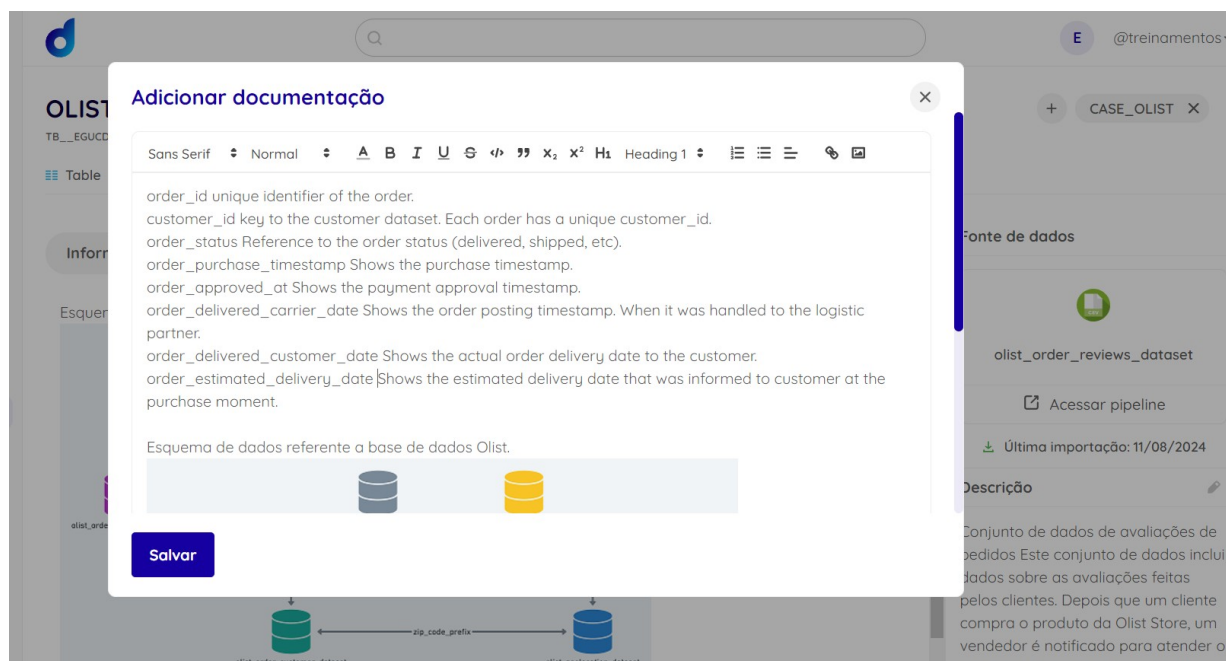 E @treinamentos
OLIST
TB__EGUCD
Table
+ CASE_OLIST X
Adicionar documentação
Sans Serif Normal A B I U S </> ” X₂ X² H1 Heading 1
order_id unique identifier of the order.
customer_id key to the customer dataset. Each order has a unique customer_id.
order_status Reference to the order status (delivered, shipped, etc).
order_purchase_timestamp Shows the purchase timestamp.
order_approved_at Shows the payment approval timestamp.
order_delivered_carrier_date Shows the order posting timestamp. When it was handled to the logistic
partner.
order_delivered_customer_date Shows the actual order delivery date to the customer.
order_estimated_delivery_date Shows the estimated delivery date that was informed to customer at the
purchase moment.
Esquema de dados referente a base de dados Olist.
Salvar
Inforr
Esquer
olist_orde
zip_code_prefix
Fonte de dados
CSV
olist_order_reviews_dataset
Acessar pipeline
Última importação: 11/08/2024
Descrição
Conjunto de dados de avaliações de
pedidos Este conjunto de dados inclui
dados sobre as avaliações feitas
pelos clientes. Depois que um cliente
compra o produto da Olist Store, um
vendedor é notificado para atender o